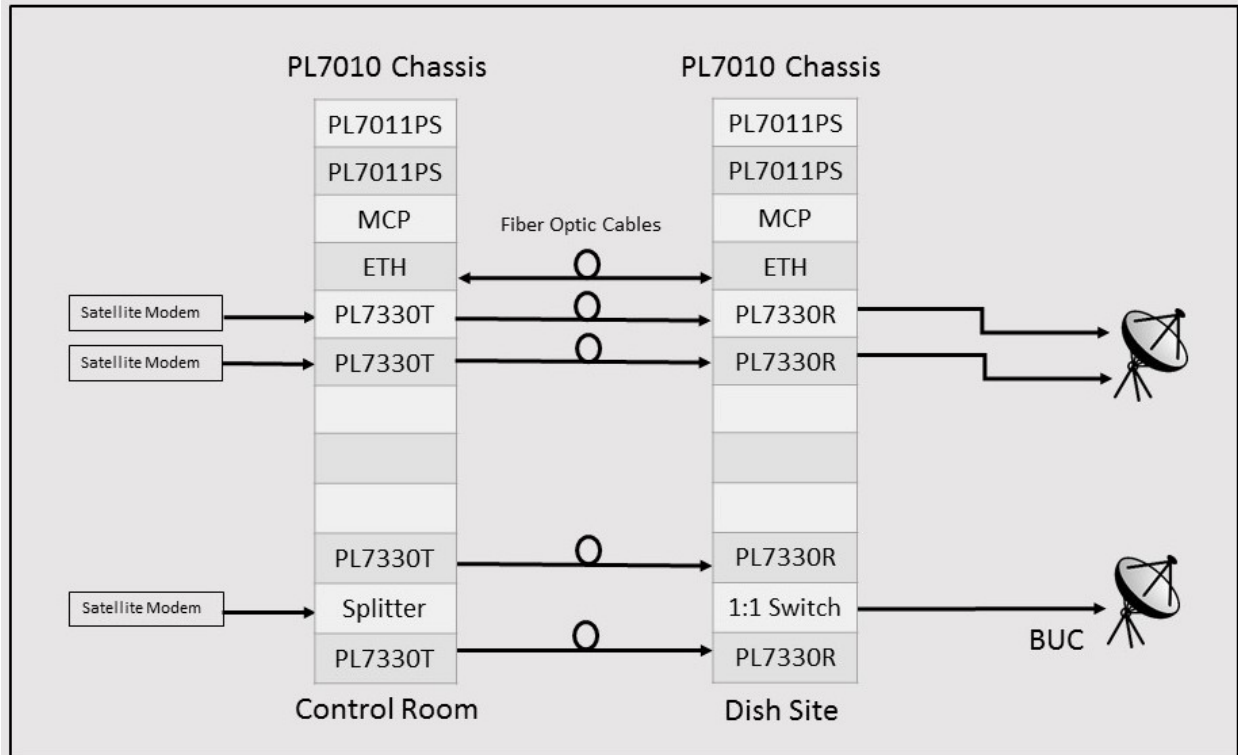 PL7010 Chassis
PL7010 Chassis
PL7011PS
PL7011PS
PL7011PS
PL7011PS
MCP
Fiber Optic Cables
MCP
ETH
ETH
Satellite Modem
PL7330T
PL7330R
Satellite Modem
PL7330T
PL7330R
PL7330T
PL7330R
Satellite Modem
Splitter
1:1 Switch
BUC
PL7330T
PL7330R
Control Room
Dish Site